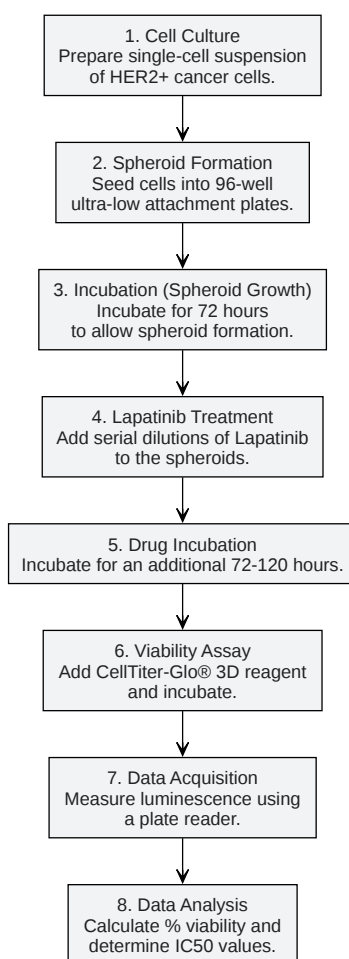 1. Cell Culture
Prepare single-cell suspension
of HER2+ cancer cells.
2. Spheroid Formation
Seed cells into 96-well
ultra-low attachment plates.
3. Incubation (Spheroid Growth)
Incubate for 72 hours
to allow spheroid formation.
4. Lapatinib Treatment
Add serial dilutions of Lapatinib
to the spheroids.
5. Drug Incubation
Incubate for an additional 72-120 hours.
6. Viability Assay
Add CellTiter-Glo® 3D reagent
and incubate.
7. Data Acquisition
Measure luminescence using
a plate reader.
8. Data Analysis
Calculate % viability and
determine IC50 values.